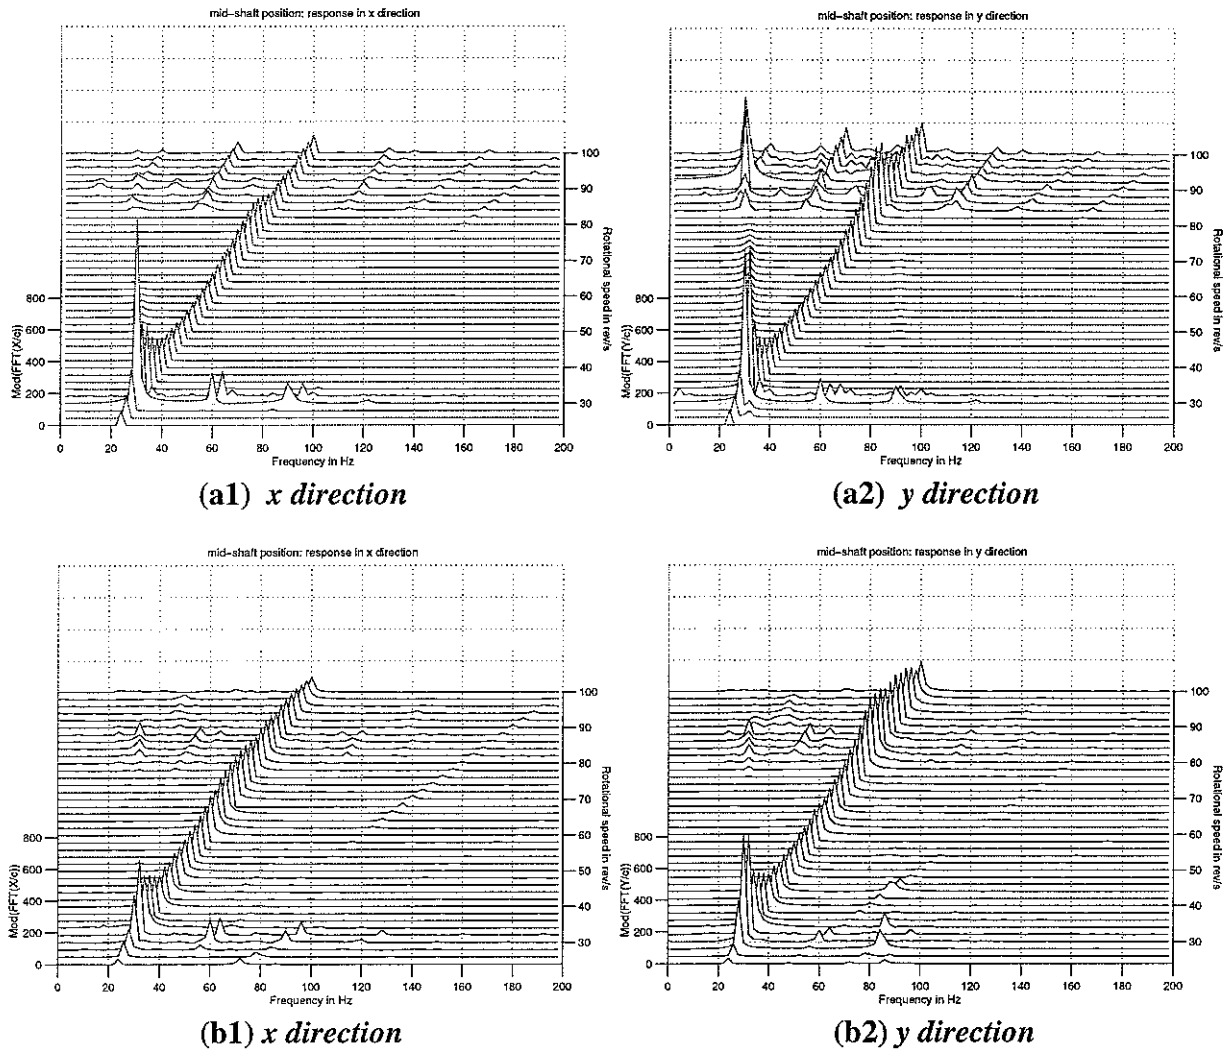 mid-shaft position: response in x direction
100
90
80
70
60
50
40
30
Rotational speed in rev/s
800
600
400
200
0
Mod(FFT(X/c))
0 20 40 60 80 100 120 140 160 180 200
Frequency in Hz
(a1) x direction
mid-shaft position: response in y direction
100
90
80
70
60
50
40
30
Rotational speed in rev/s
800
600
400
200
0
Mod(FFT(Y/c))
0 20 40 60 80 100 120 140 160 180 200
Frequency in Hz
(a2) y direction
mid-shaft position: response in x direction
100
90
80
70
60
50
40
30
Rotational speed in rev/s
800
600
400
200
0
Mod(FFT(X/c))
0 20 40 60 80 100 120 140 160 180 200
Frequency in Hz
(b1) x direction
mid-shaft position: response in y direction
100
90
80
70
60
50
40
30
Rotational speed in rev/s
800
600
400
200
0
Mod(FFT(Y/c))
0 20 40 60 80 100 120 140 160 180 200
Frequency in Hz
(b2) y direction